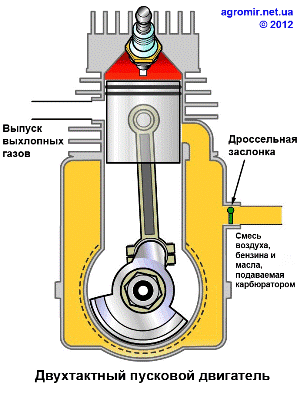 agromir.net.ua
© 2012
Выпуск
выхлопных
газов
Дроссельная
заслонка
Смесь
воздуха,
бензина и
масла,
подаваемая
карбюратором
Двухтактный пусковой двигатель